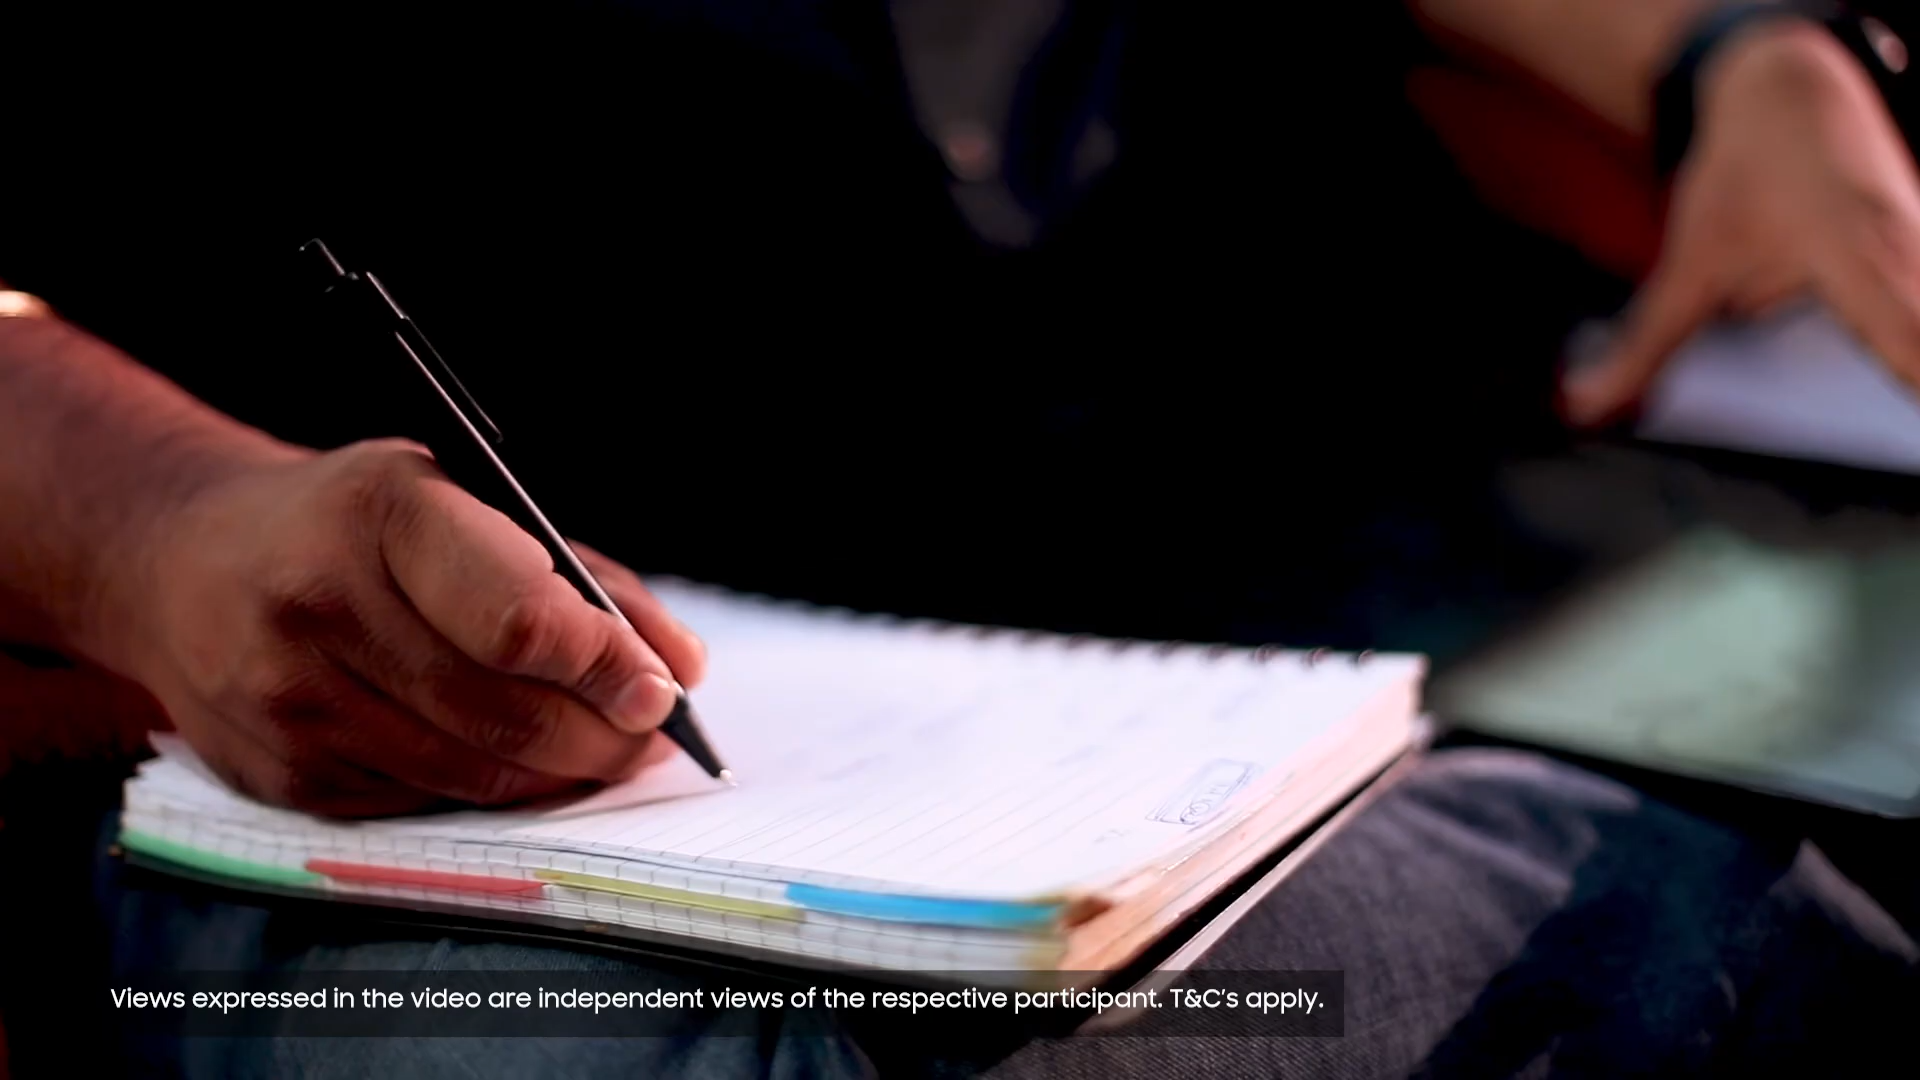 Views expressed in the video are independent views of the respective participant. T&C's apply.